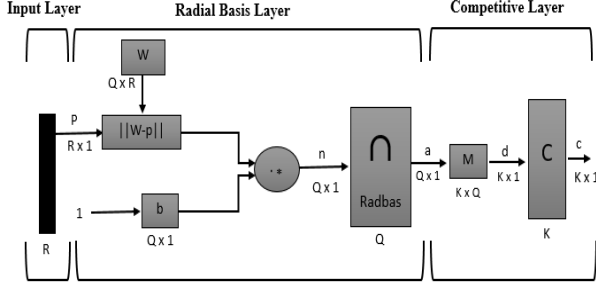 Input Layer
Radial Basis Layer
Competitive Layer
W
Q x R
P
R x 1
||W-p||
n
Q x 1
1
b
Q x 1
.*
Radbas
a
Q x 1
M
K x Q
d
K x 1
C
c
K x 1
R
Q
K